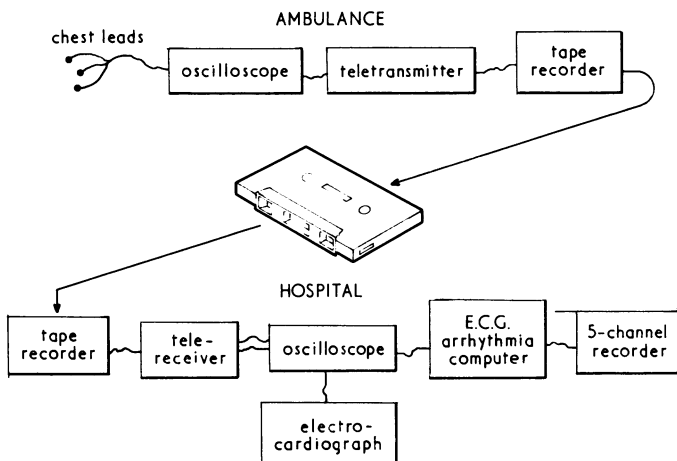 AMBULANCE
chest leads
oscilloscope
teletransmitter
tape
recorder
HOSPITAL
tape
recorder
tele-
receiver
oscilloscope
E.C.G.
arrhythmia
computer
5-channel
recorder
electro-
cardiograph